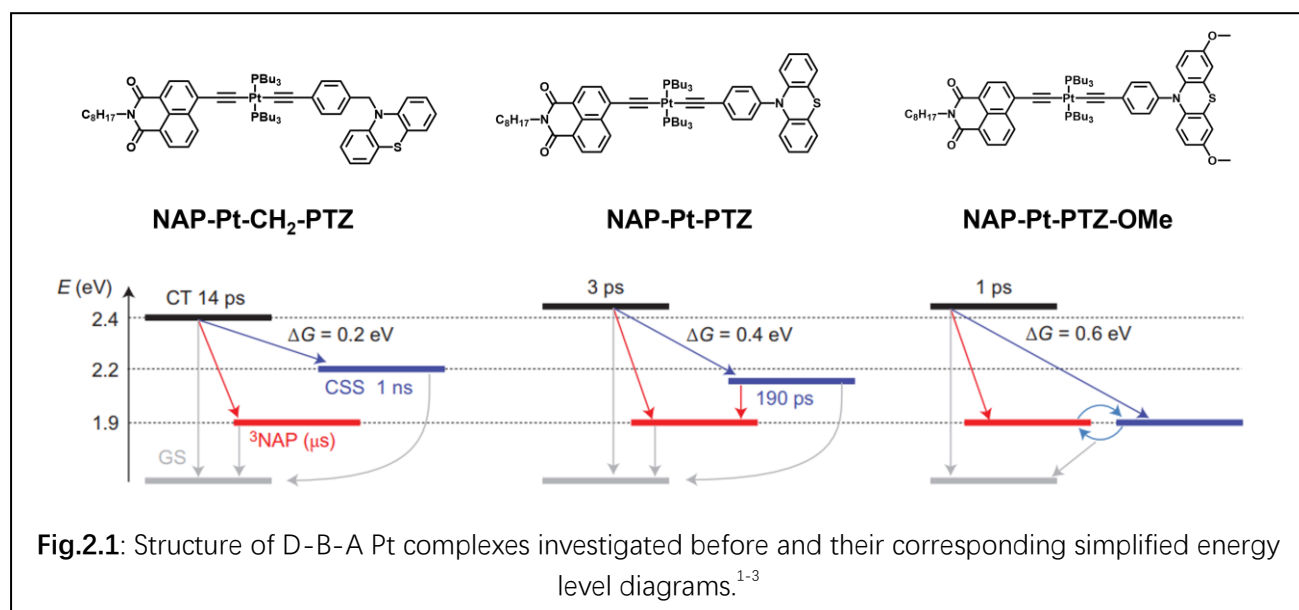 O
C₈H₁₇
N
O
PBu₃
Pt
PBu₃
N
S
O
C₈H₁₇
N
O
PBu₃
Pt
PBu₃
N
S
O
C₈H₁₇
N
O
PBu₃
Pt
PBu₃
O
N
S
O
NAP-Pt-CH₂-PTZ
NAP-Pt-PTZ
NAP-Pt-PTZ-OMe
E (eV)
CT 14 ps
3 ps
1 ps
2.4
ΔG = 0.2 eV
ΔG = 0.4 eV
ΔG = 0.6 eV
2.2
CSS 1 ns
190 ps
1.9
³NAP (μs)
GS
Fig.2.1: Structure of D-B-A Pt complexes investigated before and their corresponding simplified energy
level diagrams.¹⁻³